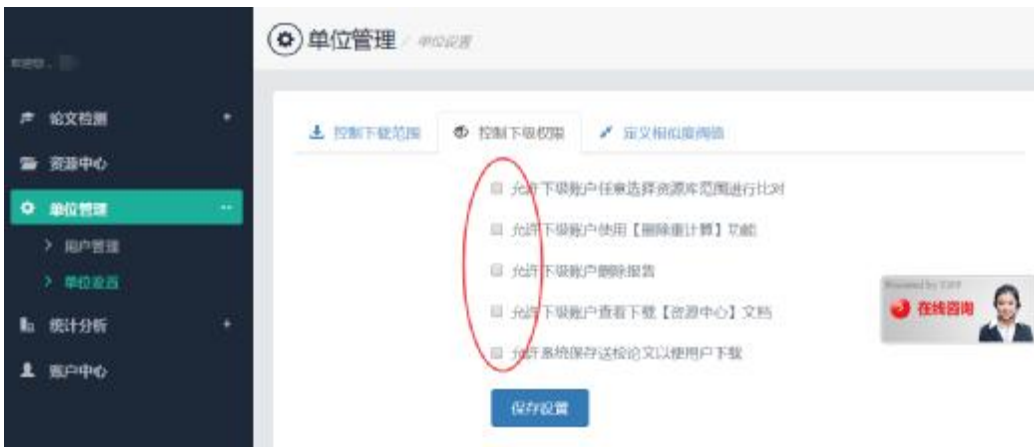 单位管理 / 单位设置
论文检测 +
资源中心
单位管理 --
> 用户管理
> 单位设置
统计分析 +
账户中心
控制下载范围
控制下级权限
定义相似度阀值
允许下级账户任意选择资源库范围进行比对
允许下级账户使用【删除重计算】功能
允许下级账户删除报告
允许下级账户查看下载【资源中心】文档
允许系统保存送检论文以便用户下载
在线咨询
保存设置